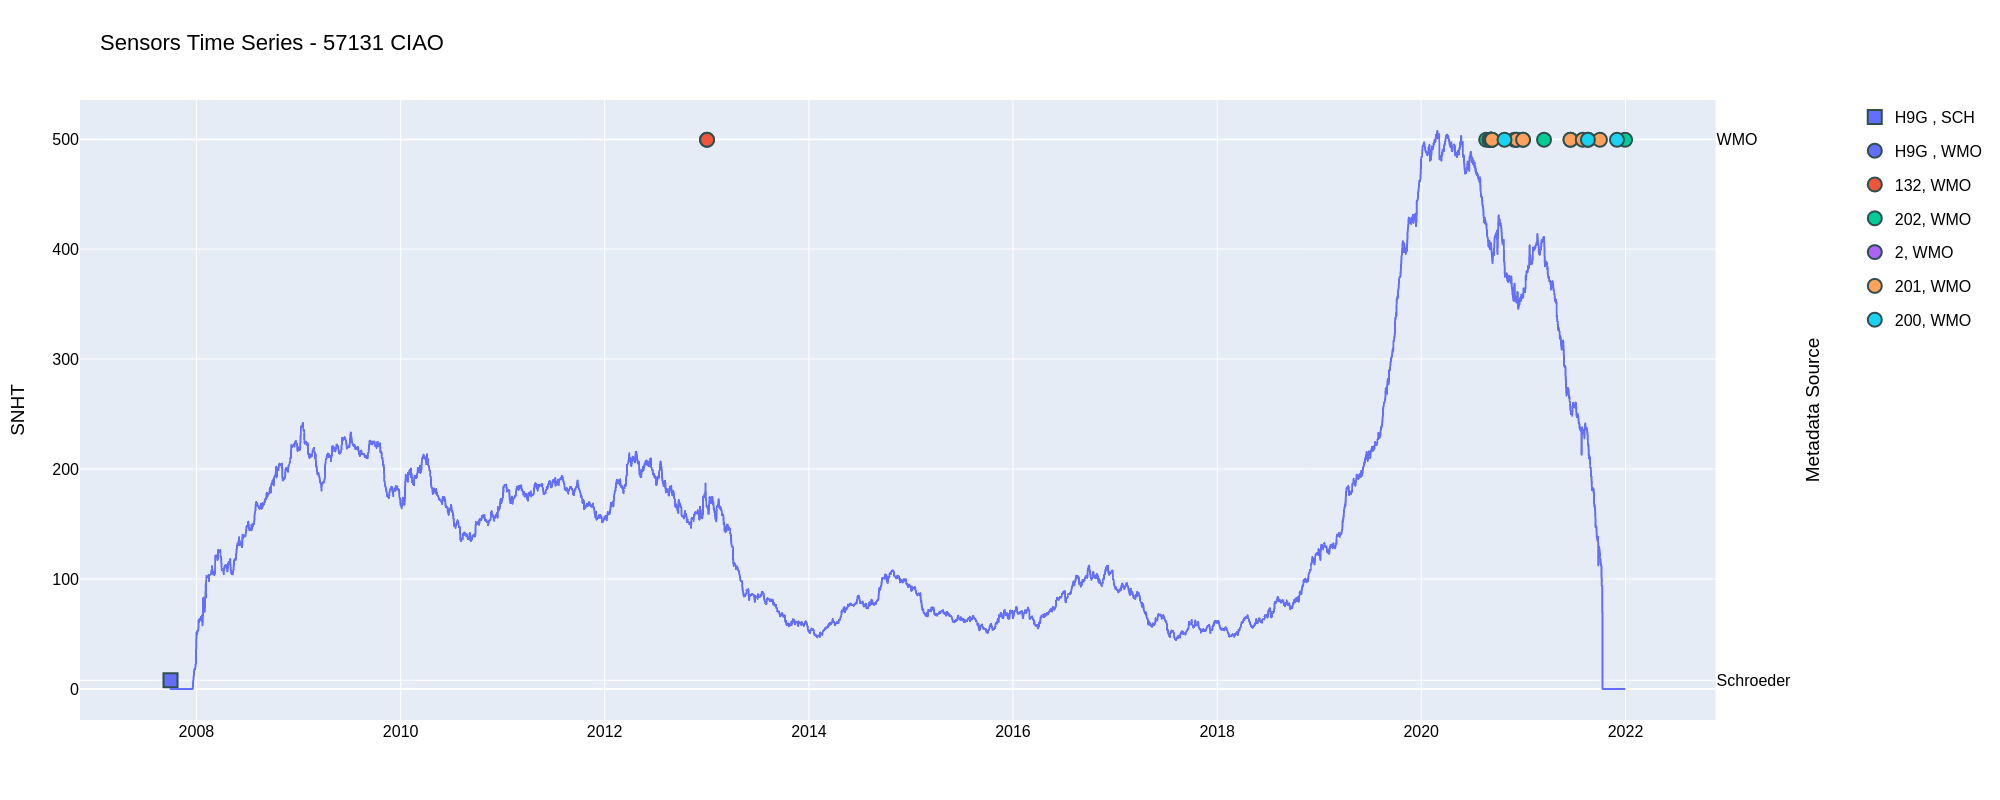 Sensors Time Series - 57131 CIAO
H9G , SCH
H9G , WMO
132, WMO
202, WMO
2, WMO
201, WMO
200, WMO
500
400
300
200
100
0
SNHT
WMO
Schroeder
Metadata Source
2008 2010 2012 2014 2016 2018 2020 2022